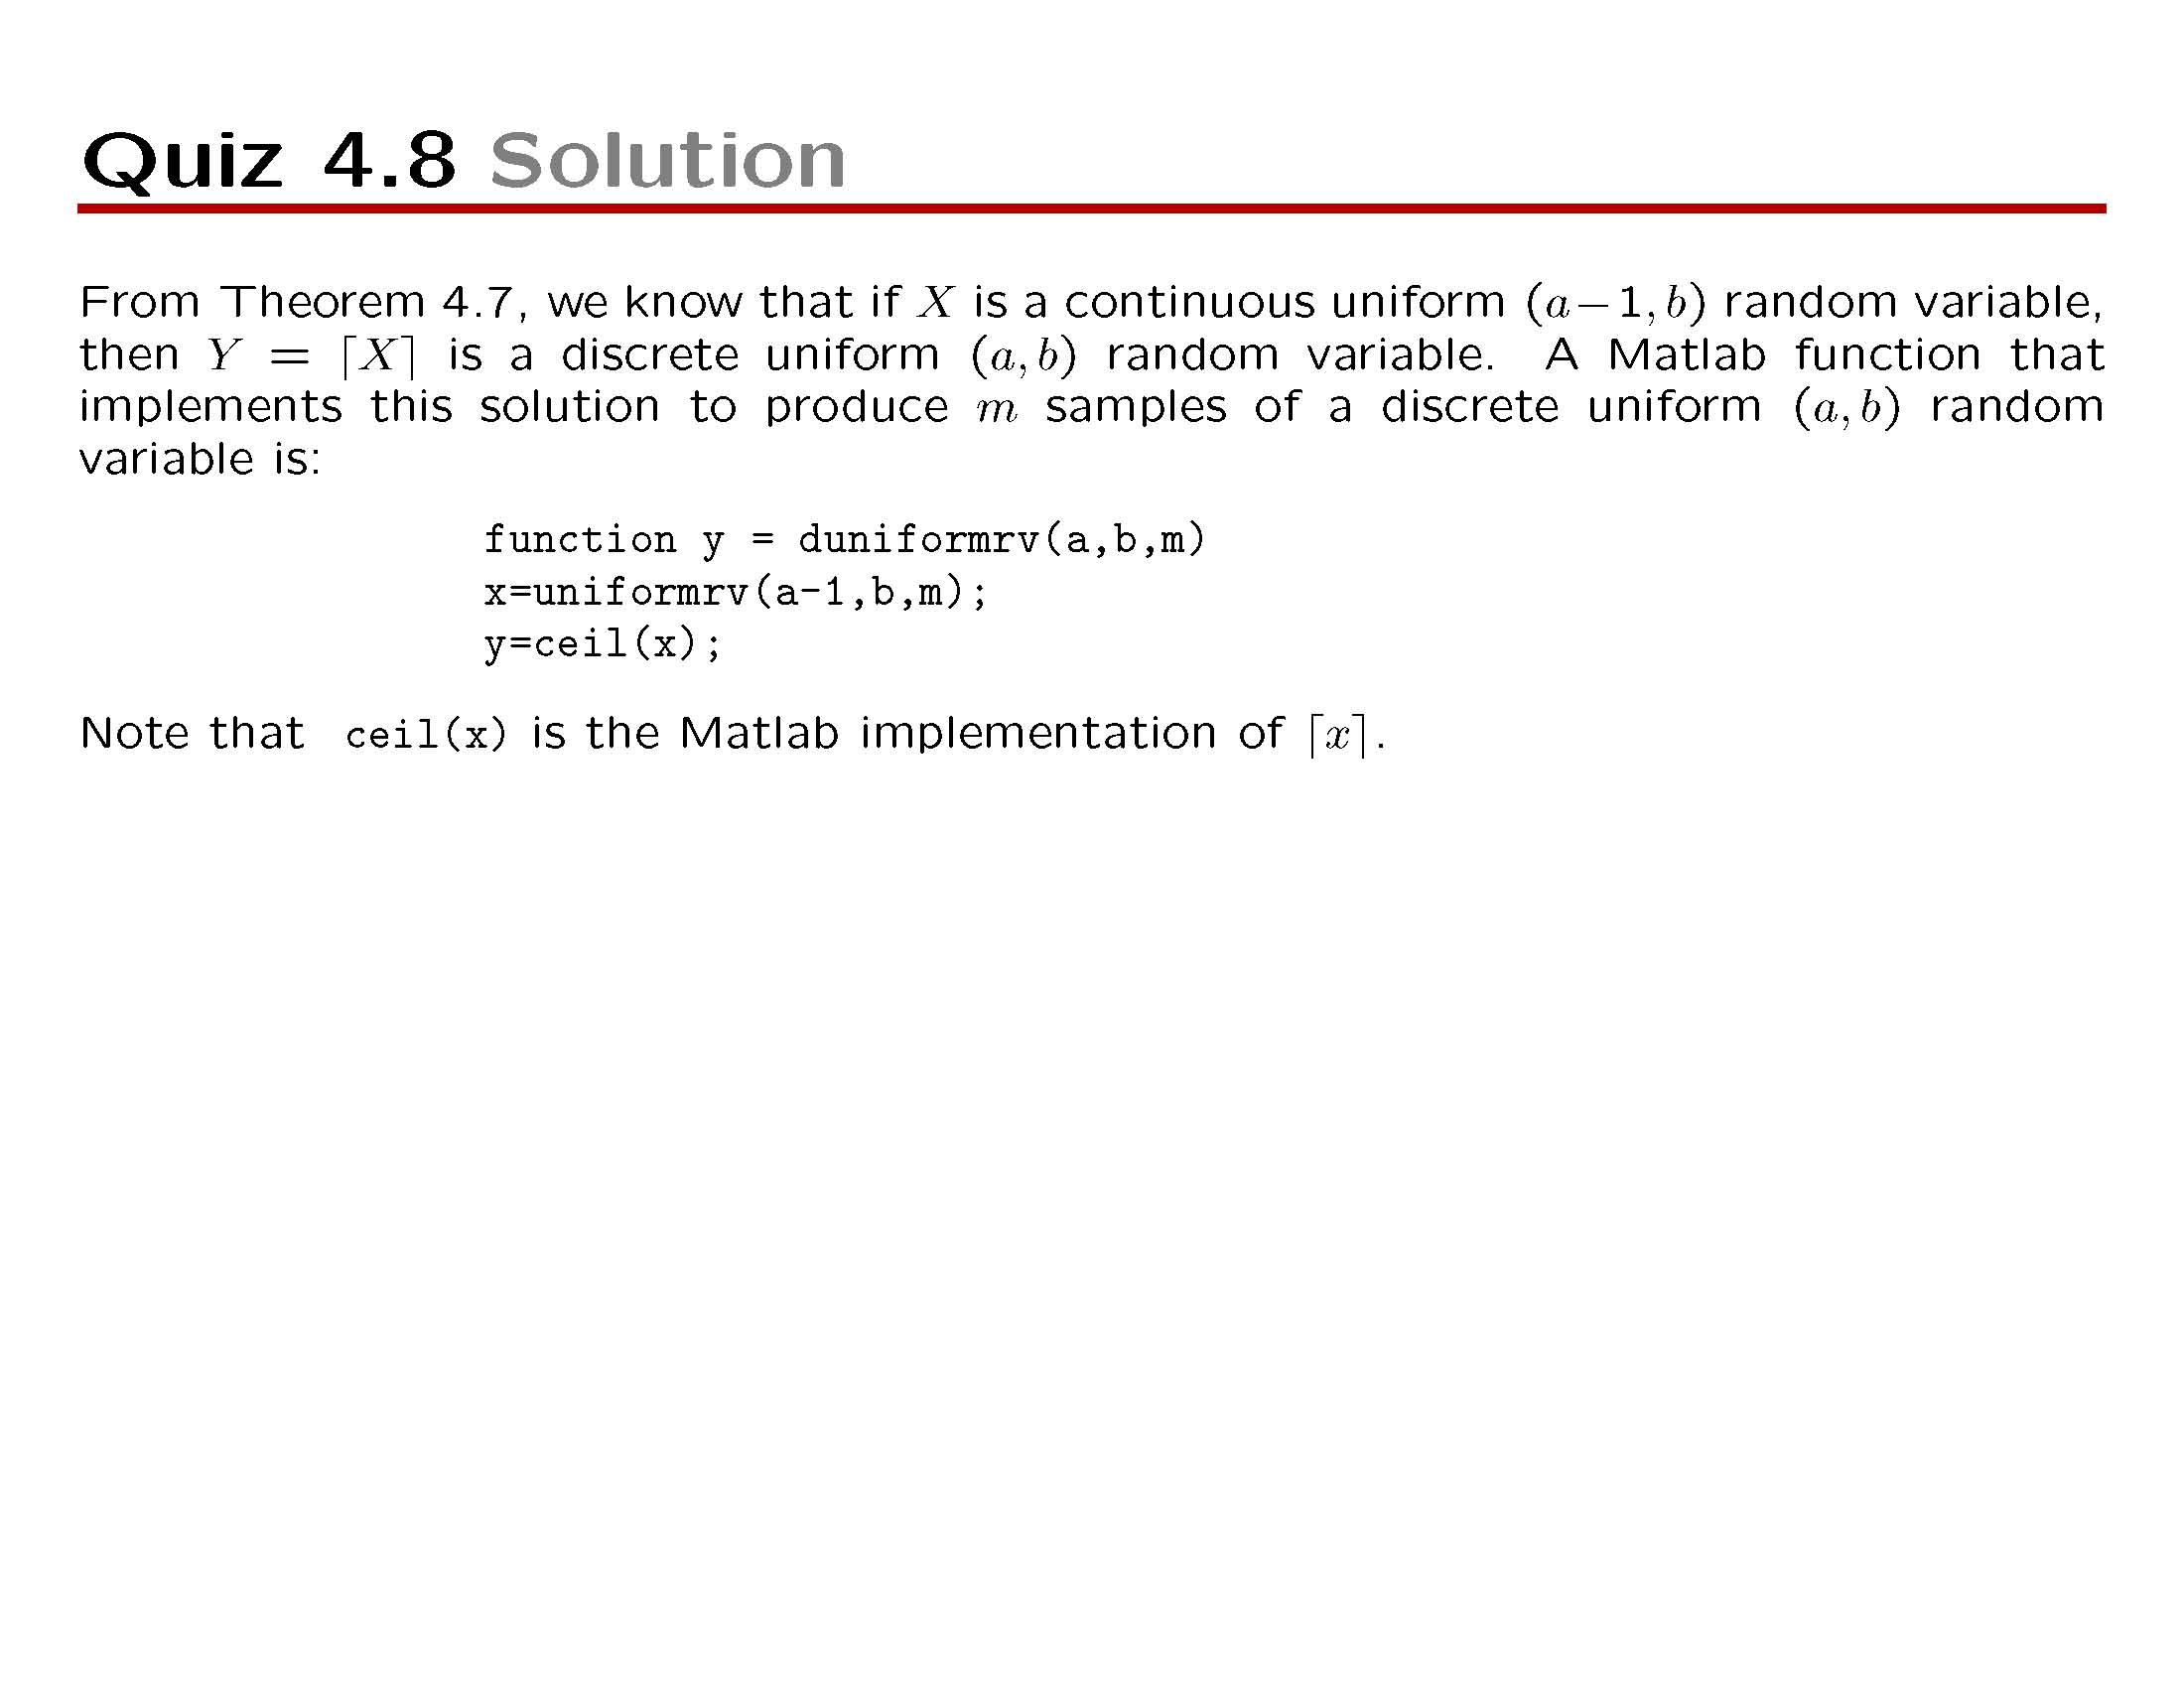 Quiz 4.8 Solution
From Theorem 4.7, we know that if X is a continuous uniform (a−1, b) random variable,
then Y = ⌈X⌉ is a discrete uniform (a, b) random variable. A Matlab function that
implements this solution to produce m samples of a discrete uniform (a, b) random
variable is:
function y = duniformrv(a,b,m)
x=uniformrv(a-1,b,m);
y=ceil(x);
Note that ceil(x) is the Matlab implementation of ⌈x⌉.